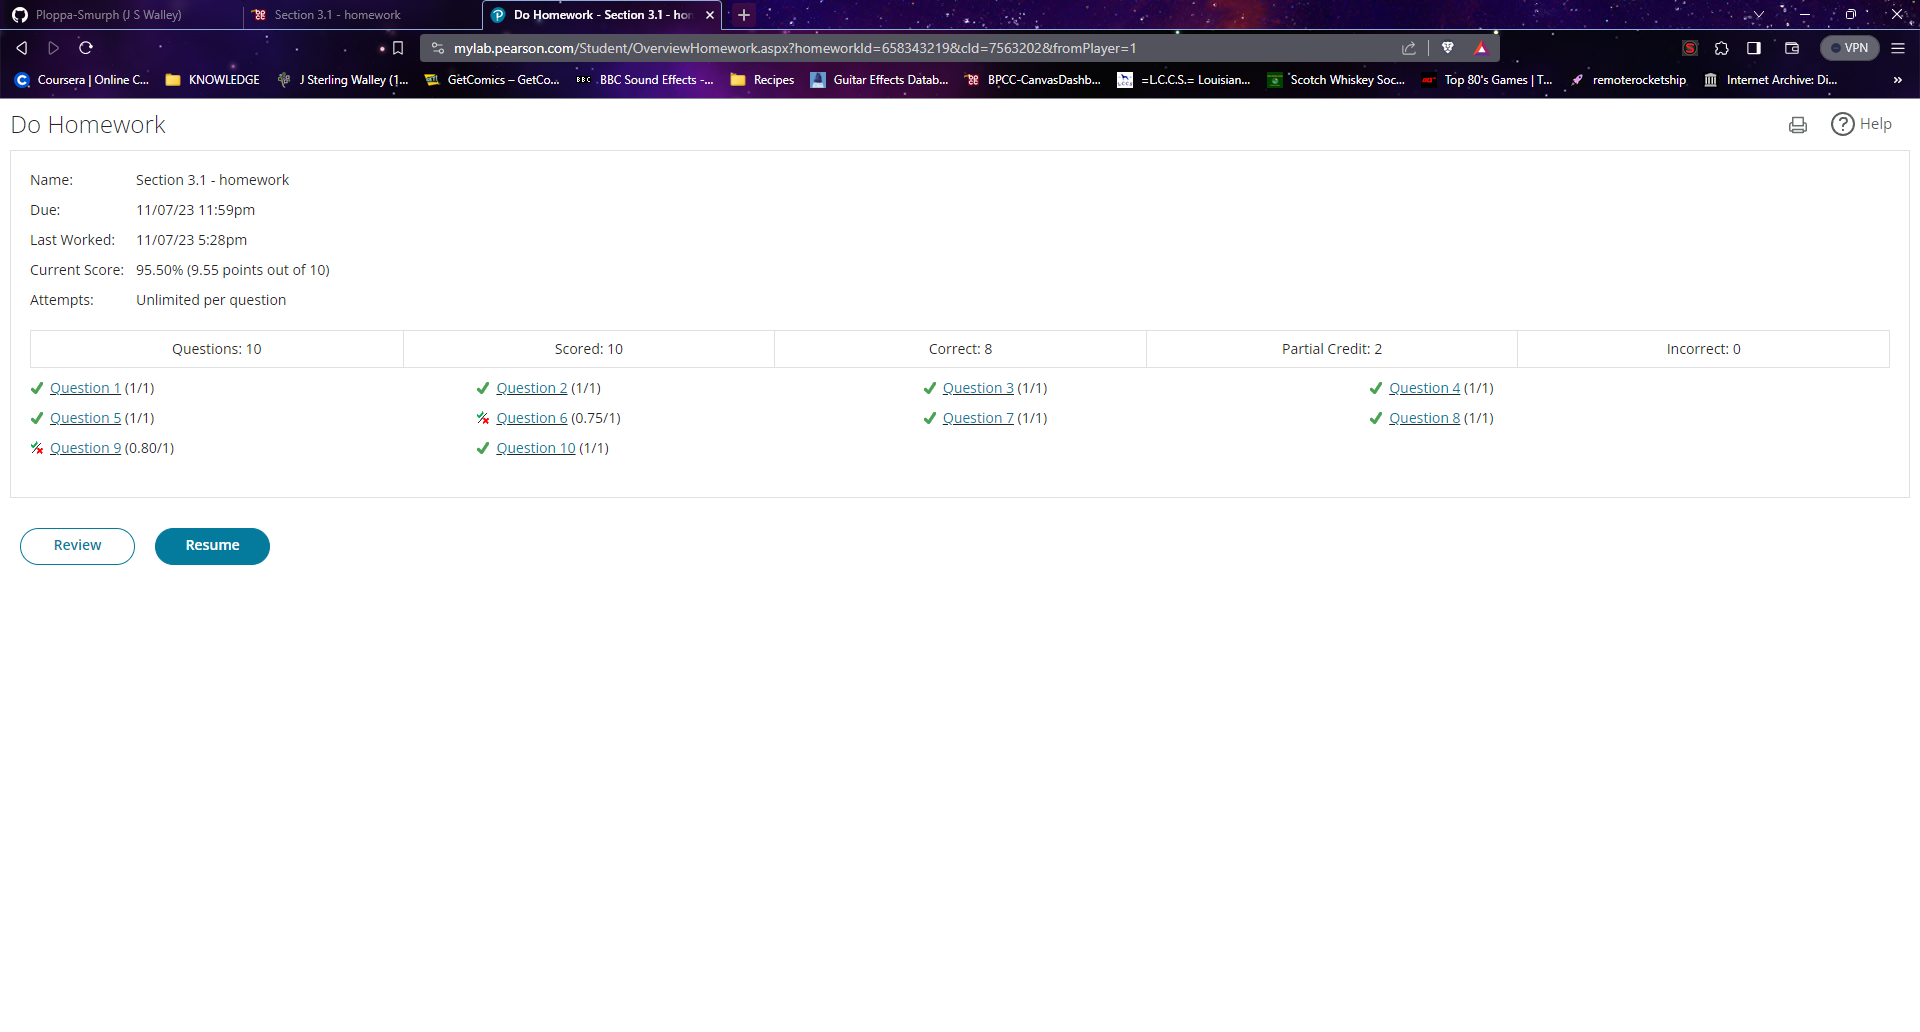 Ploppa-Smurph (J S Walley)
Section 3.1 - homework
Do Homework - Section 3.1 - ho
mylab.pearson.com/Student/OverviewHomework.aspx?homeworkId=658343219&cId=7563202&fromPlayer=1
VPN
Coursera | Online C...
KNOWLEDGE
J Sterling Walley (1...
GetComics – GetCo...
BBC
BBC Sound Effects -...
Recipes
Guitar Effects Datab...
BPCC-CanvasDashb...
=L.C.C.S.= Louisian...
Scotch Whiskey Soc...
Top 80's Games | T...
remoterocketship
Internet Archive: Di...
»
Do Homework
? Help
Name: Section 3.1 - homework
Due: 11/07/23 11:59pm
Last Worked: 11/07/23 5:28pm
Current Score: 95.50% (9.55 points out of 10)
Attempts: Unlimited per question
Questions: 10 Scored: 10 Correct: 8 Partial Credit: 2 Incorrect: 0
Question 1 (1/1) Question 2 (1/1) Question 3 (1/1) Question 4 (1/1)
Question 5 (1/1) Question 6 (0.75/1) Question 7 (1/1) Question 8 (1/1)
Question 9 (0.80/1) Question 10 (1/1)
Review Resume